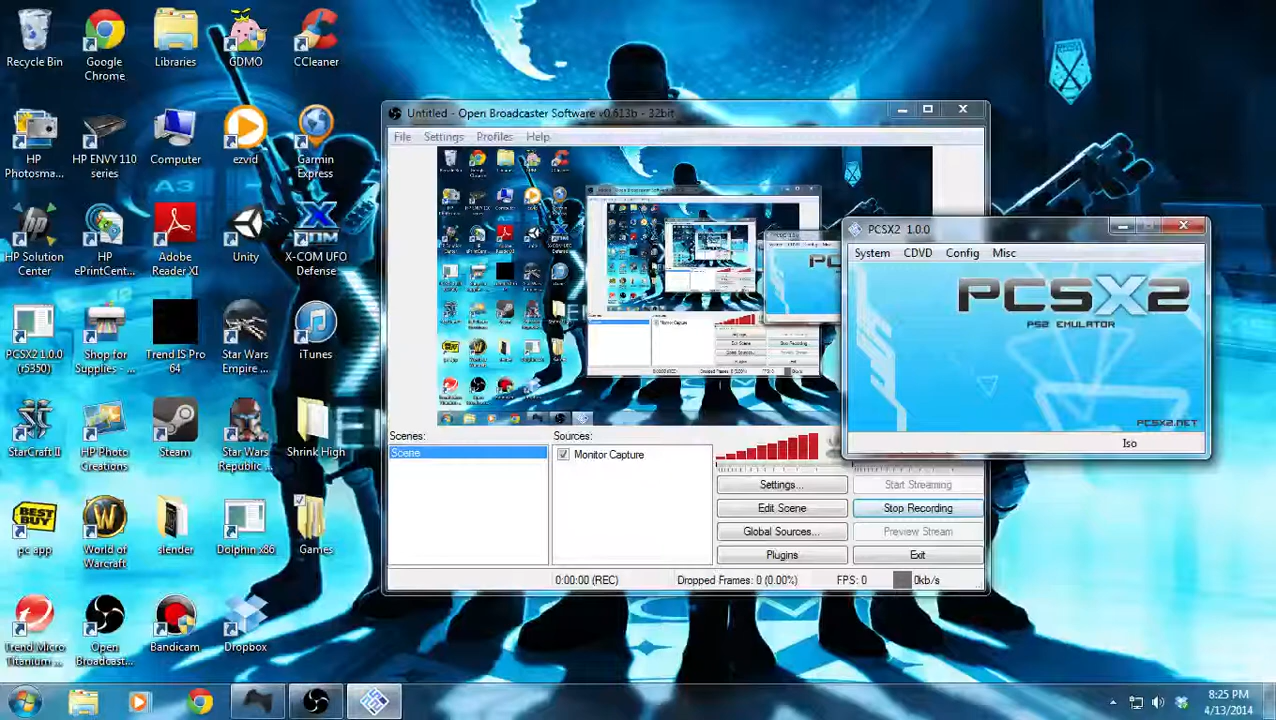 Recycle Bin
Google
Chrome
Libraries
GDMO
CCleaner
HP
Photosma...
HP ENVY 110
series
Computer
ezvid
Garmin
Express
HP Solution
Center
HP
ePrintCent...
Adobe
Reader XI
Unity
X-COM UFO
Defense
PCSX2 1.0.0
(r5350)
Shop for
Supplies - ...
Trend IS Pro
64
Star Wars
Empire ...
iTunes
StarCraft II
HP Photo
Creations
Steam
Star Wars
Republic ...
Shrink High
pc app
World of
Warcraft
slender
Dolphin x86
Games
Trend Micro
Titanium ...
Open
Broadcast...
Bandicam
Dropbox
A3
BEST
BUY
Untitled - Open Broadcaster Software v0.613b - 32bit
File Settings Profiles Help
Scenes:
Scene
Sources:
Monitor Capture
Settings...
Start Streaming
Edit Scene
Stop Recording
Global Sources...
Preview Stream
Plugins
Exit
0:00:00 (REC)
Dropped Frames: 0 (0.00%)
FPS: 0
0kb/s
PCSX2 1.0.0
System CDVD Config Misc
PCSX2
PS2 EMULATOR
PCSX2.NET
Iso
8:25 PM
4/13/2014